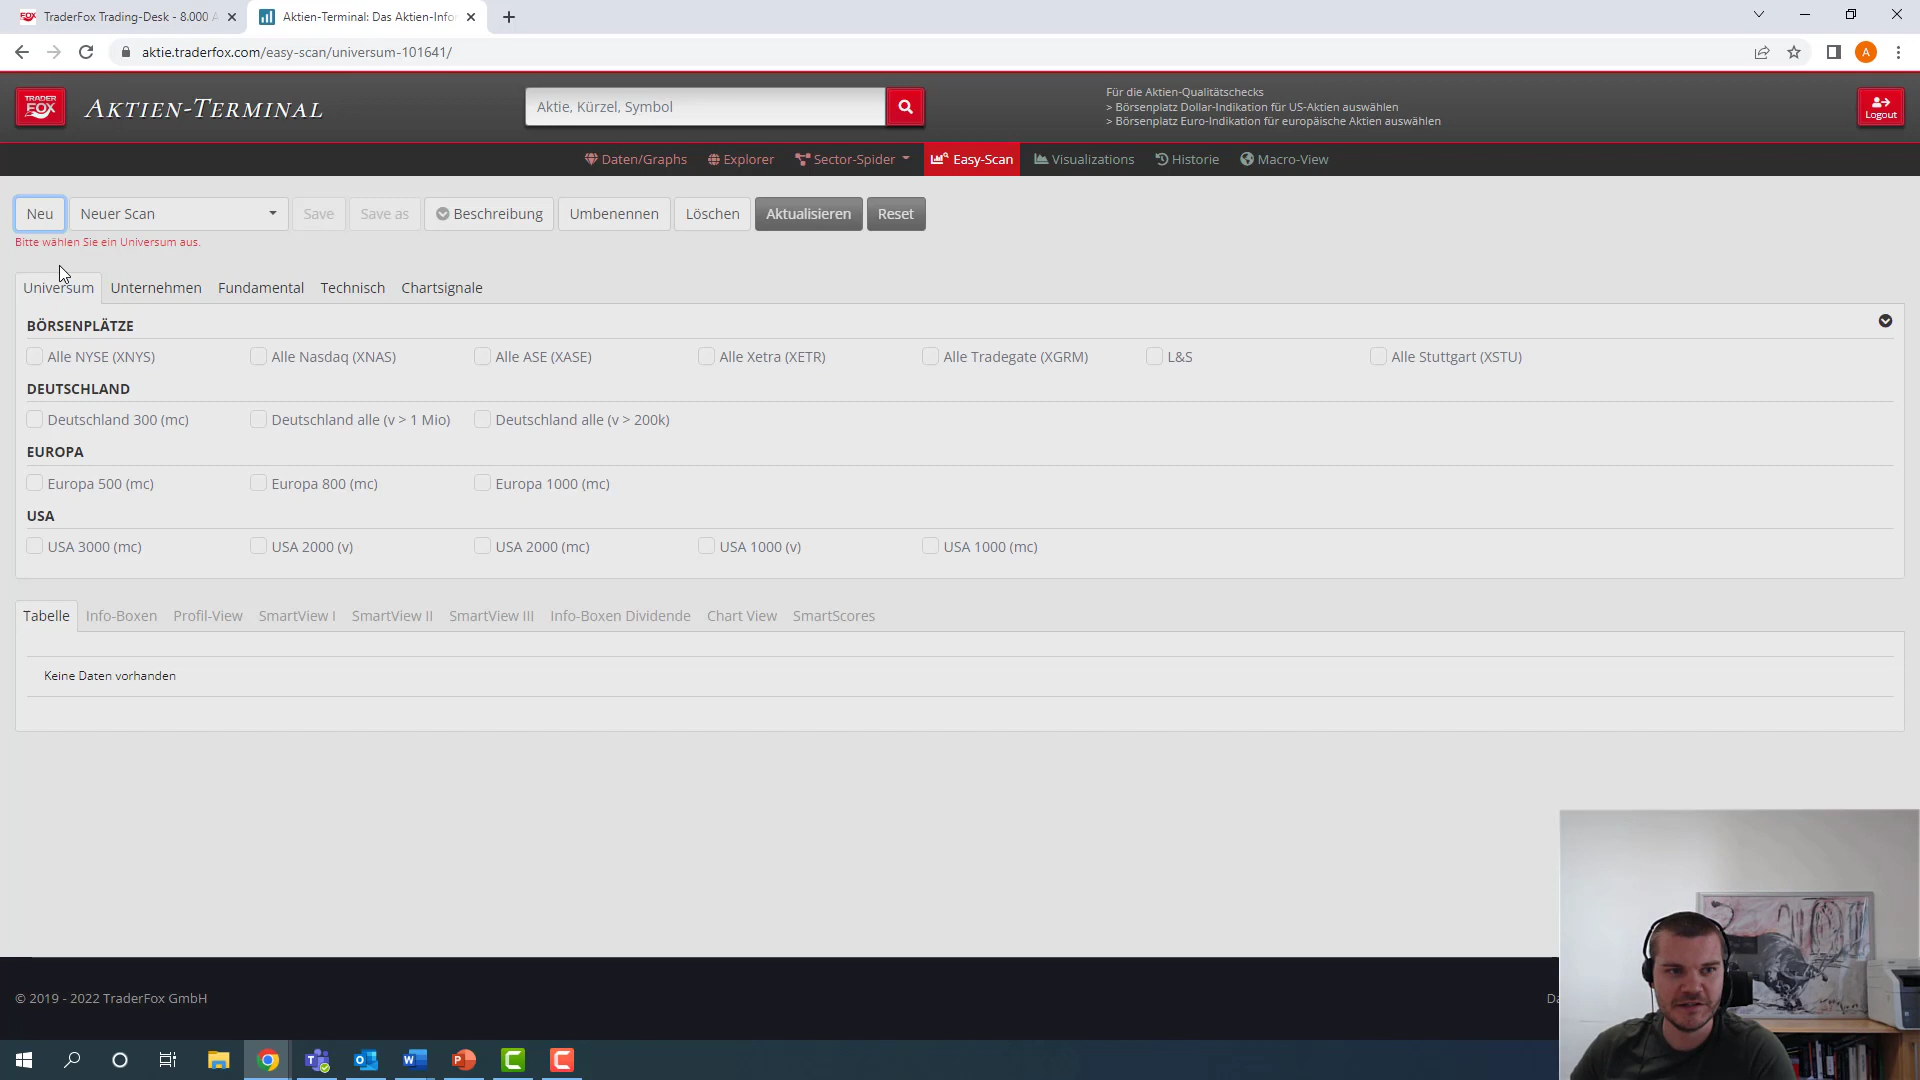 TraderFox Trading-Desk - 8.000 A
Aktien-Terminal: Das Aktien-Info
aktie.traderfox.com/easy-scan/universum-101641/
A
TRADER FOX
AKTIEN-TERMINAL
Aktie, Kürzel, Symbol
Für die Aktien-Qualitätschecks
> Börsenplatz Dollar-Indikation für US-Aktien auswählen
> Börsenplatz Euro-Indikation für europäische Aktien auswählen
Logout
Daten/Graphs Explorer Sector-Spider Easy-Scan Visualizations Historie Macro-View
Neu Neuer Scan Save Save as Beschreibung Umbenennen Löschen Aktualisieren Reset
Bitte wählen Sie ein Universum aus.
Universum Unternehmen Fundamental Technisch Chartsignale
BÖRSENPLÄTZE
Alle NYSE (XNYS) Alle Nasdaq (XNAS) Alle ASE (XASE) Alle Xetra (XETR) Alle Tradegate (XGRM) L&S Alle Stuttgart (XSTU)
DEUTSCHLAND
Deutschland 300 (mc) Deutschland alle (v > 1 Mio) Deutschland alle (v > 200k)
EUROPA
Europa 500 (mc) Europa 800 (mc) Europa 1000 (mc)
USA
USA 3000 (mc) USA 2000 (v) USA 2000 (mc) USA 1000 (v) USA 1000 (mc)
Tabelle Info-Boxen Profil-View SmartView I SmartView II SmartView III Info-Boxen Dividende Chart View SmartScores
Keine Daten vorhanden
© 2019 - 2022 TraderFox GmbH